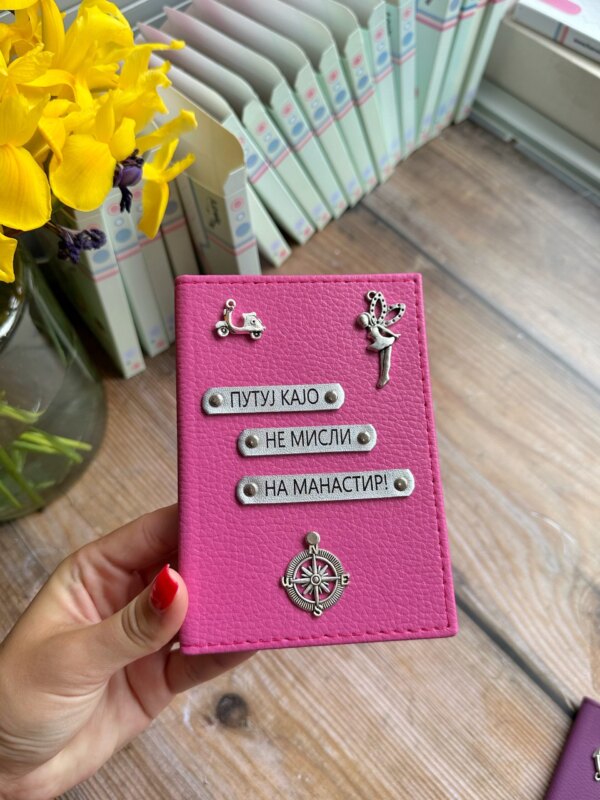 ПУТУЈ КАЈО
НЕ МИСЛИ
НА МАНАСТИР!
N
E
S